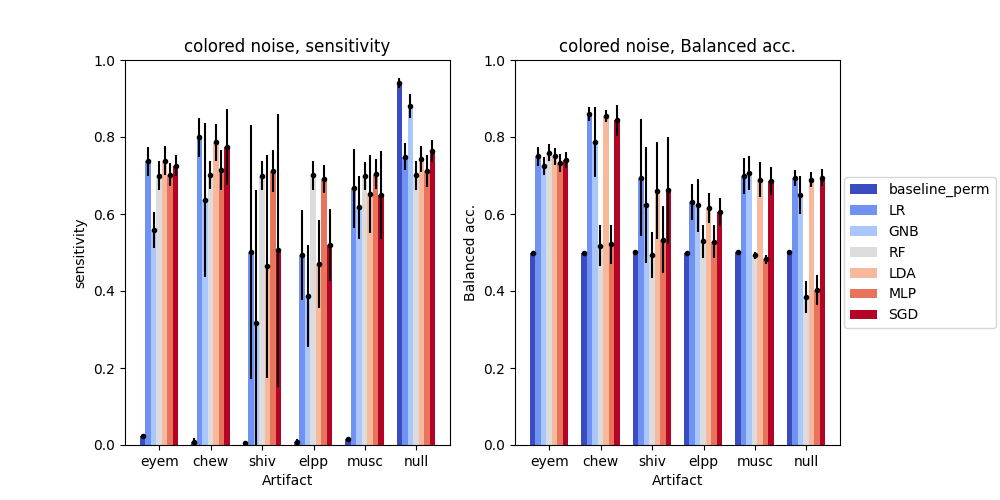 colored noise, sensitivity
1.0
0.8
0.6
0.4
0.2
0.0
sensitivity
eyem chew shiv elpp musc null
Artifact
colored noise, Balanced acc.
1.0
0.8
0.6
0.4
0.2
0.0
Balanced acc.
eyem chew shiv elpp musc null
Artifact
baseline_perm
LR
GNB
RF
LDA
MLP
SGD